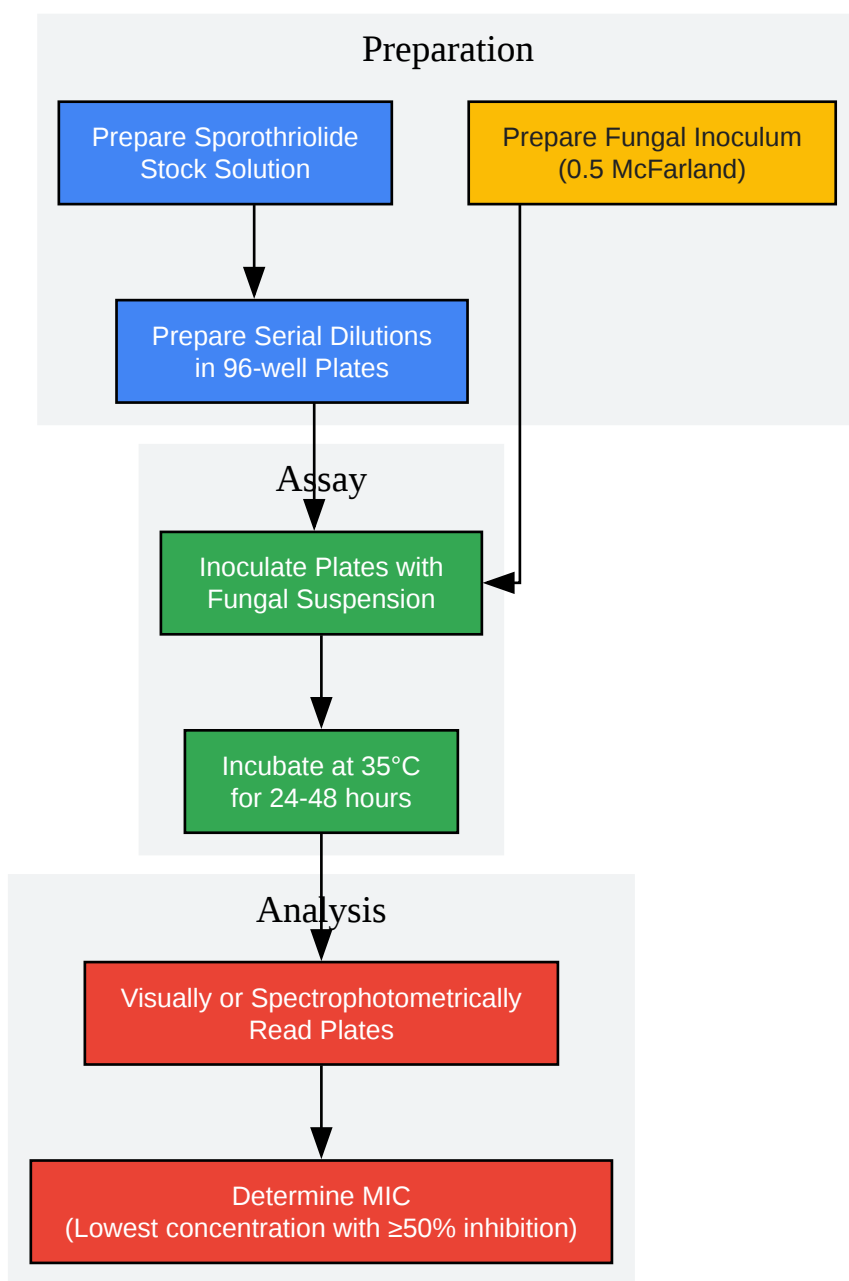 Preparation
Prepare Sporothriolide
Stock Solution
Prepare Fungal Inoculum
(0.5 McFarland)
Prepare Serial Dilutions
in 96-well Plates
Assay
Inoculate Plates with
Fungal Suspension
Incubate at 35°C
for 24-48 hours
Analysis
Visually or Spectrophotometrically
Read Plates
Determine MIC
(Lowest concentration with ≥50% inhibition)